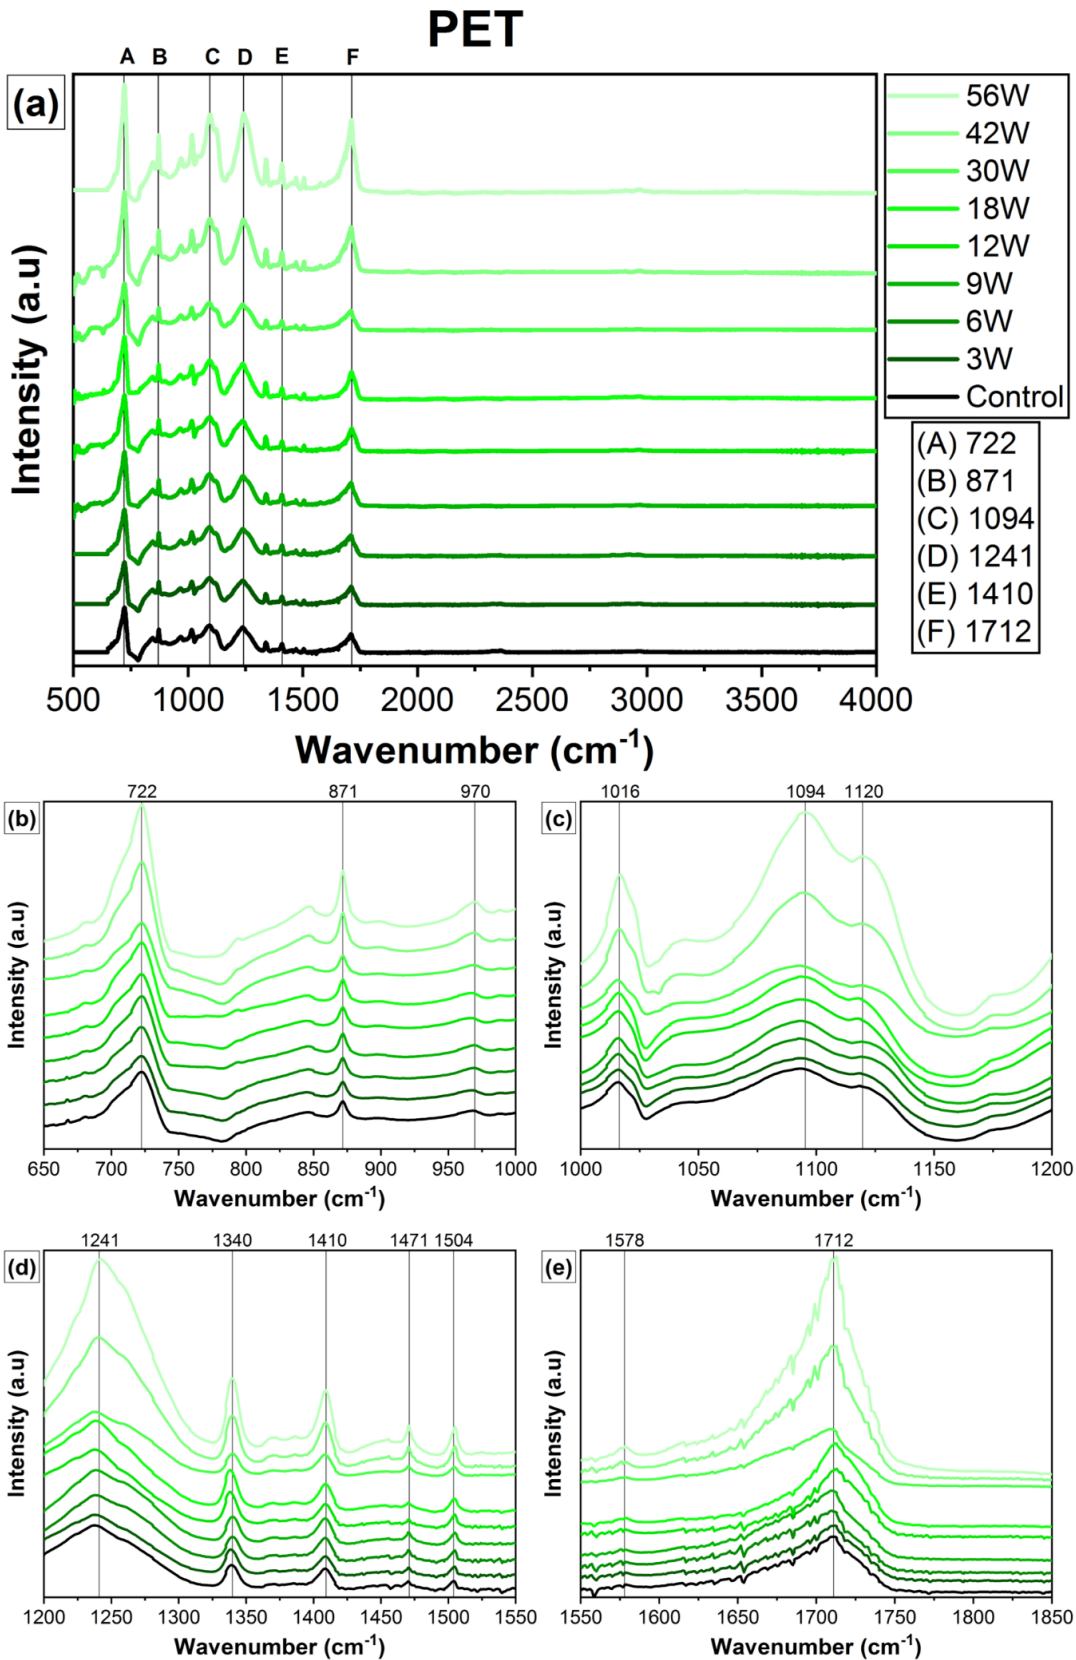 PET
A B C D E F
(a)
56W
42W
30W
18W
12W
9W
6W
3W
Control
(A) 722
(B) 871
(C) 1094
(D) 1241
(E) 1410
(F) 1712
Intensity (a.u)
500 1000 1500 2000 2500 3000 3500 4000
Wavenumber (cm-1)
722 871 970
(b)
Intensity (a.u)
650 700 750 800 850 900 950 1000
Wavenumber (cm-1)
1016 1094 1120
(c)
Intensity (a.u)
1000 1050 1100 1150 1200
Wavenumber (cm-1)
1241 1340 1410 1471 1504
(d)
Intensity (a.u)
1200 1250 1300 1350 1400 1450 1500 1550
Wavenumber (cm-1)
1578 1712
(e)
Intensity (a.u)
1550 1600 1650 1700 1750 1800 1850
Wavenumber (cm-1)